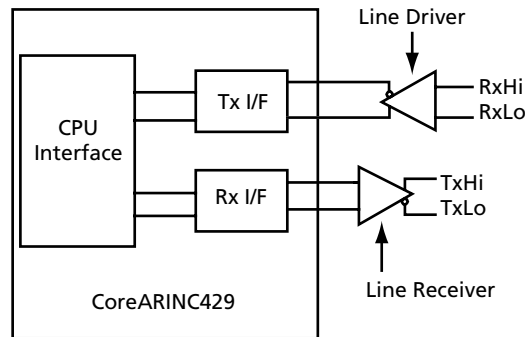 Line Driver
CPU
Interface
Tx I/F
RxHi
RxLo
Rx I/F
TxHi
TxLo
CoreARINC429
Line Receiver